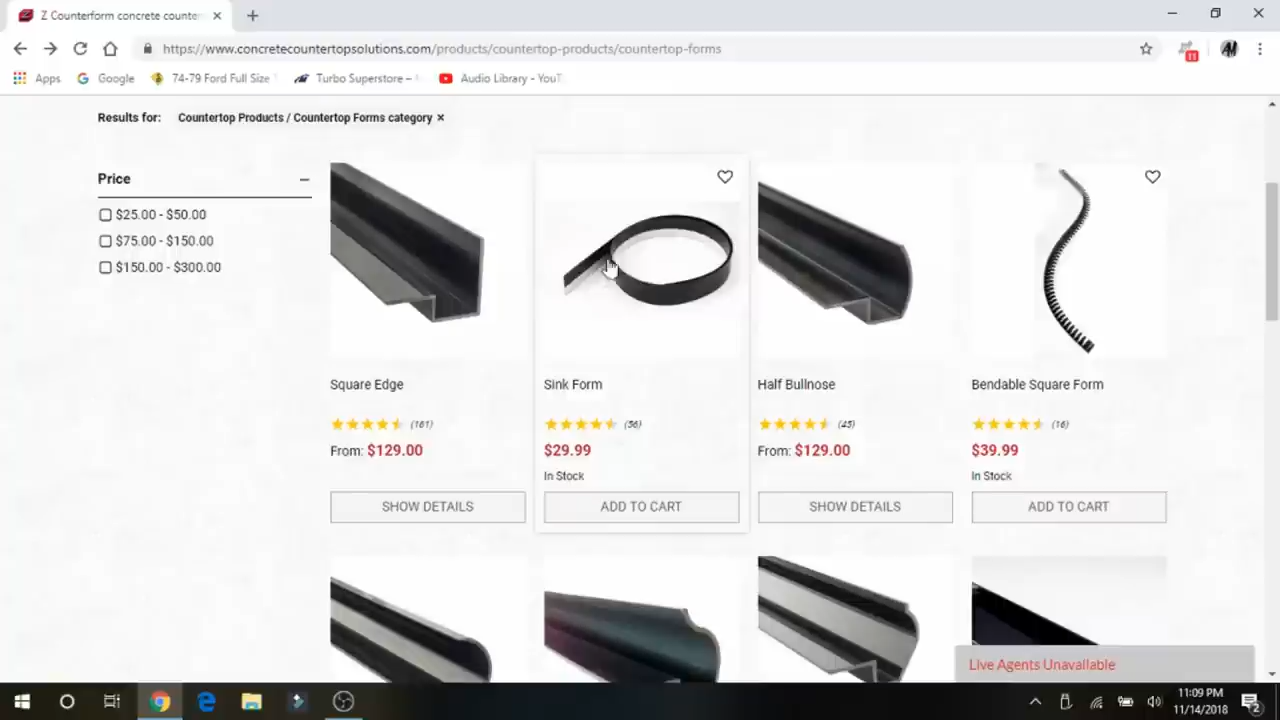 Z Counterform concrete counte
https://www.concretecountertopsolutions.com/products/countertop-products/countertop-forms
Apps
Google
74-79 Ford Full Size
Turbo Superstore –
Audio Library - YouT
11
Results for: Countertop Products / Countertop Forms category ×
Price
$25.00 - $50.00
$75.00 - $150.00
$150.00 - $300.00
Square Edge
(161)
From: $129.00
SHOW DETAILS
Sink Form
(56)
$29.99
In Stock
ADD TO CART
Half Bullnose
(45)
From: $129.00
SHOW DETAILS
Bendable Square Form
(16)
$39.99
In Stock
ADD TO CART
Live Agents Unavailable
11:09 PM
11/14/2018
2